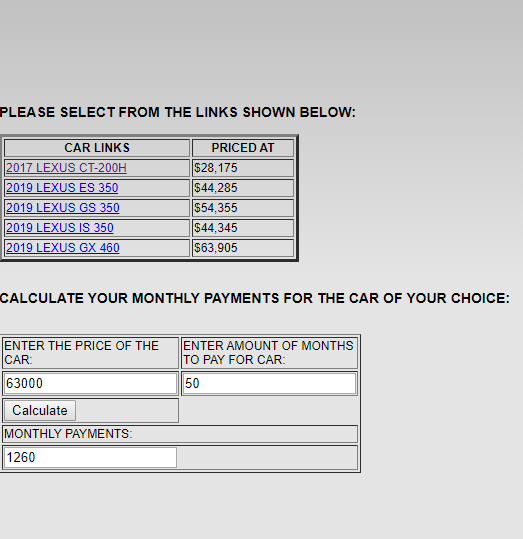 PLEASE SELECT FROM THE LINKS SHOWN BELOW:
CAR LINKS PRICED AT
2017 LEXUS CT-200H $28,175
2019 LEXUS ES 350 $44,285
2019 LEXUS GS 350 $54,355
2019 LEXUS IS 350 $44,345
2019 LEXUS GX 460 $63,905
CALCULATE YOUR MONTHLY PAYMENTS FOR THE CAR OF YOUR CHOICE:
ENTER THE PRICE OF THE
CAR:
ENTER AMOUNT OF MONTHS
TO PAY FOR CAR:
63000 50
Calculate
MONTHLY PAYMENTS:
1260